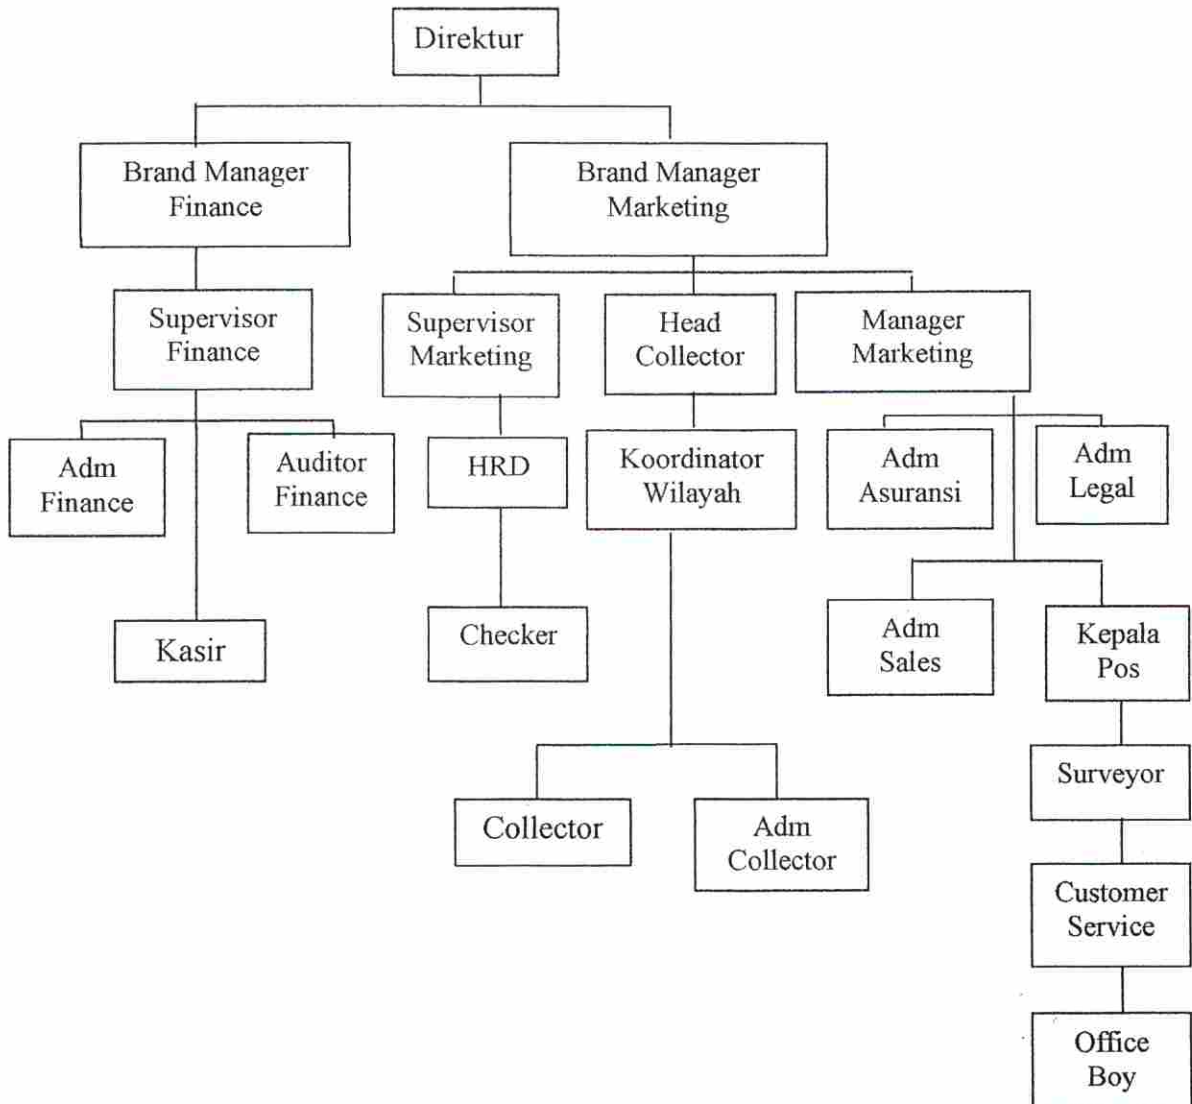 Direktur
Brand Manager
Finance
Brand Manager
Marketing
Supervisor
Finance
Supervisor
Marketing
Head
Collector
Manager
Marketing
Adm
Finance
Auditor
Finance
HRD
Koordinator
Wilayah
Adm
Asuransi
Adm
Legal
Kasir
Checker
Adm
Sales
Kepala
Pos
Surveyor
Collector
Adm
Collector
Customer
Service
Office
Boy